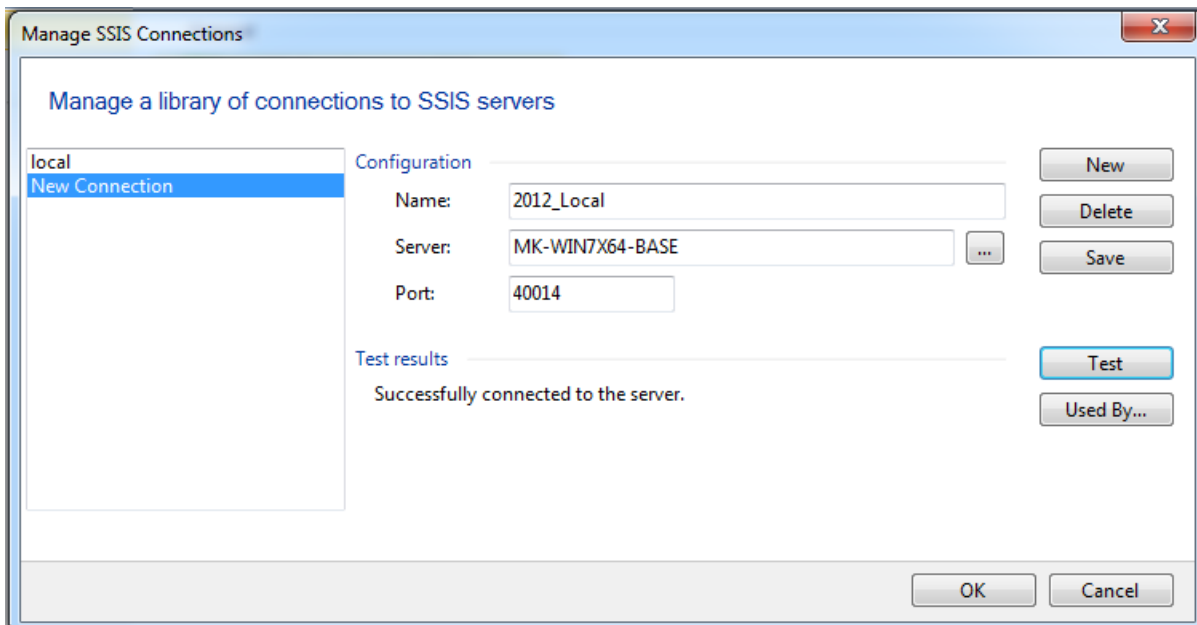 Manage SSIS Connections
Manage a library of connections to SSIS servers
local
New Connection
Configuration
Name: 2012_Local
Server: MK-WIN7X64-BASE ...
Port: 40014
New
Delete
Save
Test results
Successfully connected to the server.
Test
Used By...
OK Cancel